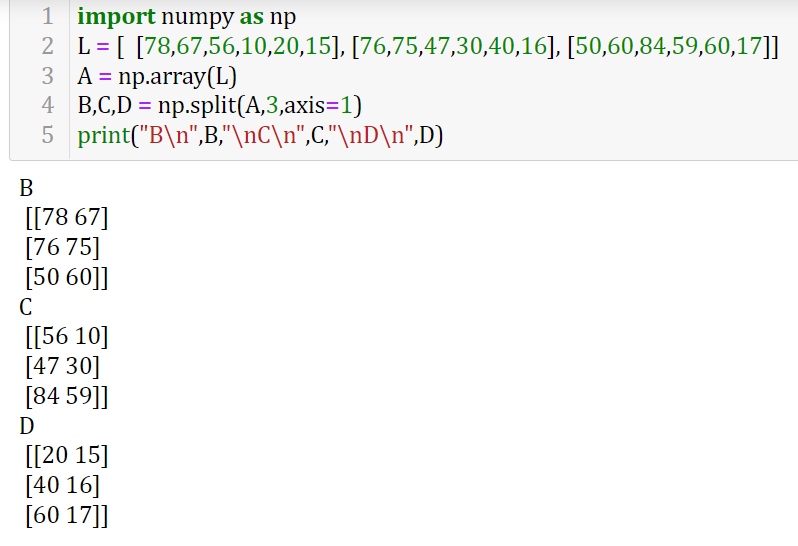 1 import numpy as np
2 L = [  [78,67,56,10,20,15], [76,75,47,30,40,16], [50,60,84,59,60,17]]
3 A = np.array(L)
4 B,C,D = np.split(A,3,axis=1)
5 print("B\n",B,"\nC\n",C,"\nD\n",D)
B
[[78 67]
[76 75]
[50 60]]
C
[[56 10]
[47 30]
[84 59]]
D
[[20 15]
[40 16]
[60 17]]